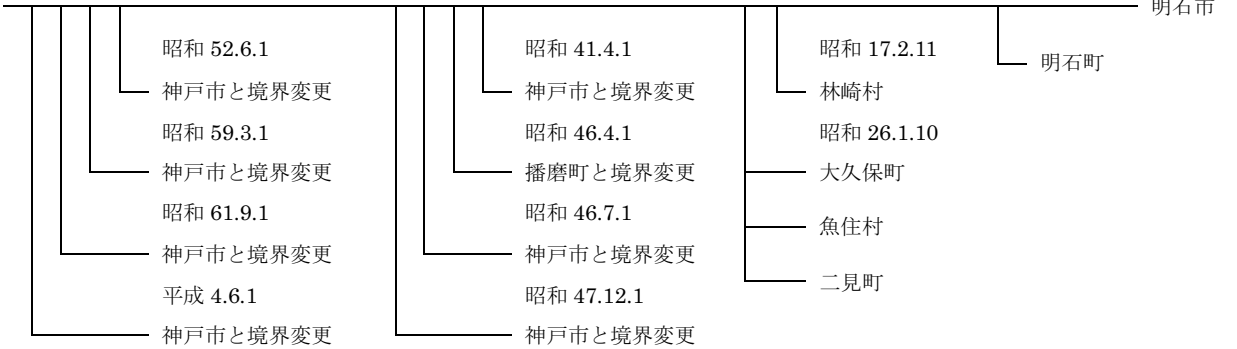 明石市
昭和 52.6.1
神戸市と境界変更
昭和 59.3.1
神戸市と境界変更
昭和 61.9.1
神戸市と境界変更
平成 4.6.1
神戸市と境界変更
昭和 41.4.1
神戸市と境界変更
昭和 46.4.1
播磨町と境界変更
昭和 46.7.1
神戸市と境界変更
昭和 47.12.1
神戸市と境界変更
昭和 17.2.11
林崎村
昭和 26.1.10
大久保町
魚住村
二見町
明石町